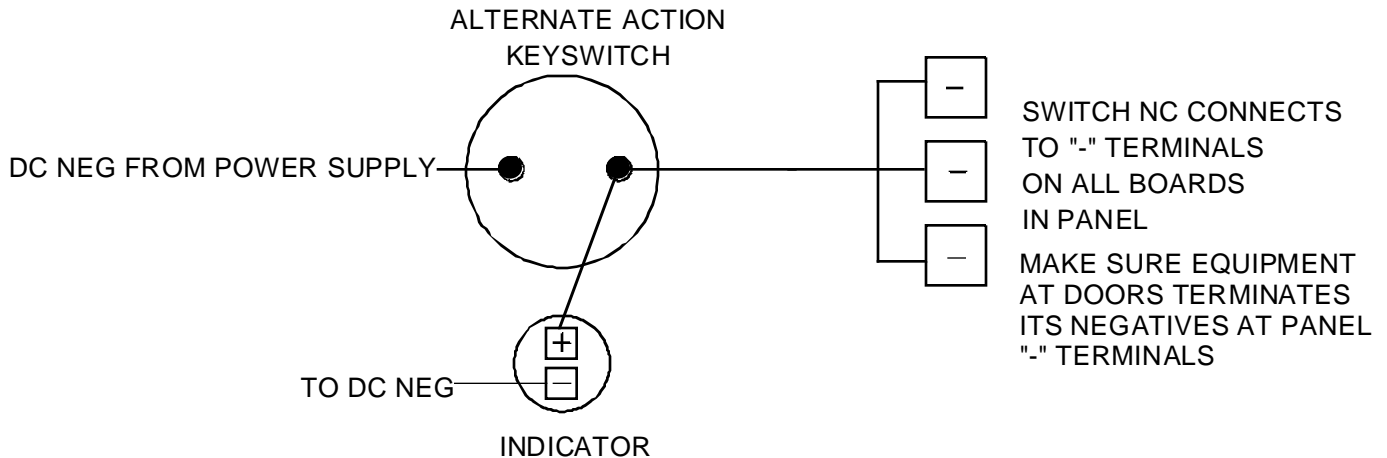 ALTERNATE ACTION
KEYSWITCH
DC NEG FROM POWER SUPPLY
-
-
-
SWITCH NC CONNECTS
TO "-" TERMINALS
ON ALL BOARDS
IN PANEL
MAKE SURE EQUIPMENT
AT DOORS TERMINATES
ITS NEGATIVES AT PANEL
"-" TERMINALS
+
-
TO DC NEG
INDICATOR